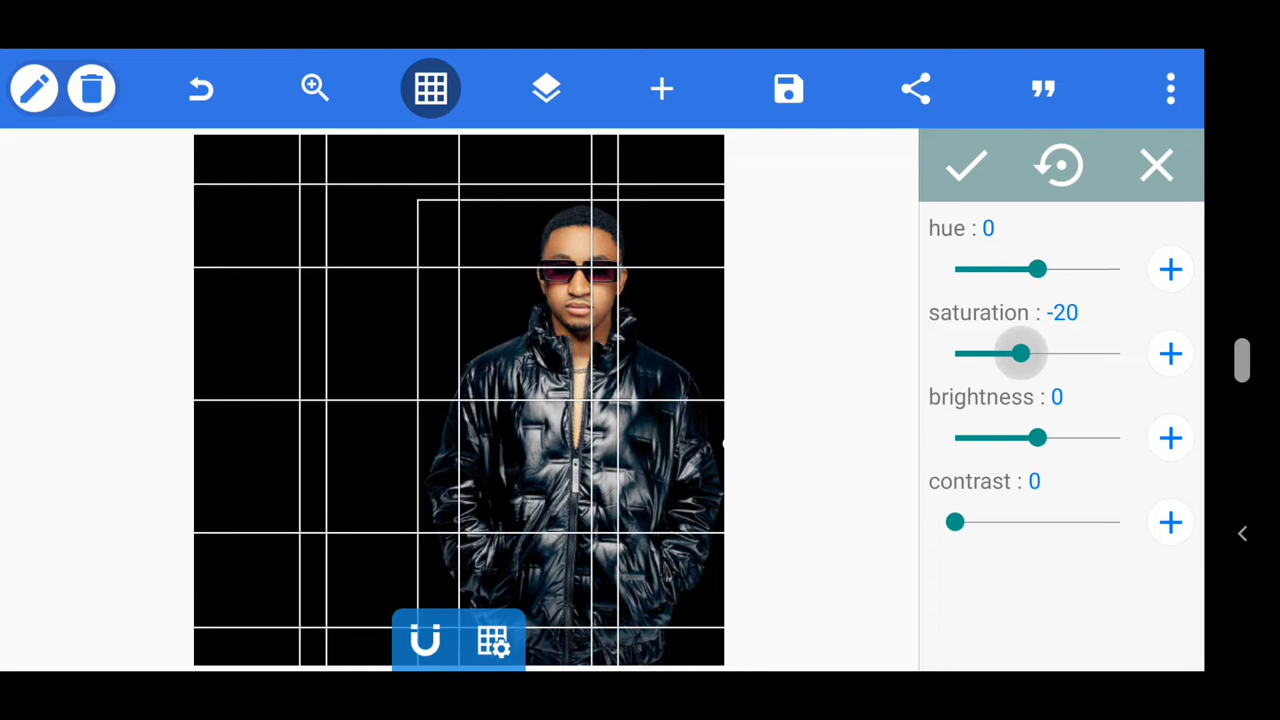 hue : 0
saturation : -20
brightness : 0
contrast : 0